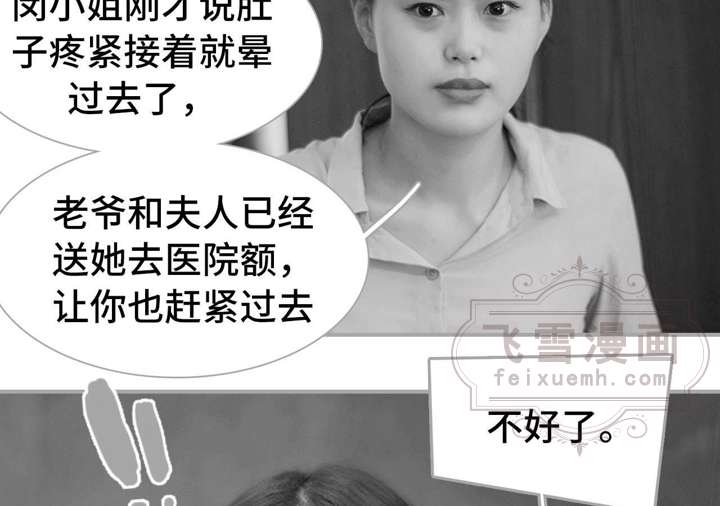 闵小姐刚才说肚
子疼紧接着就晕
过去了，
老爷和夫人已经
送她去医院额，
让你也赶紧过去
飞雪漫画
feixuemh.com
不好了。
!!